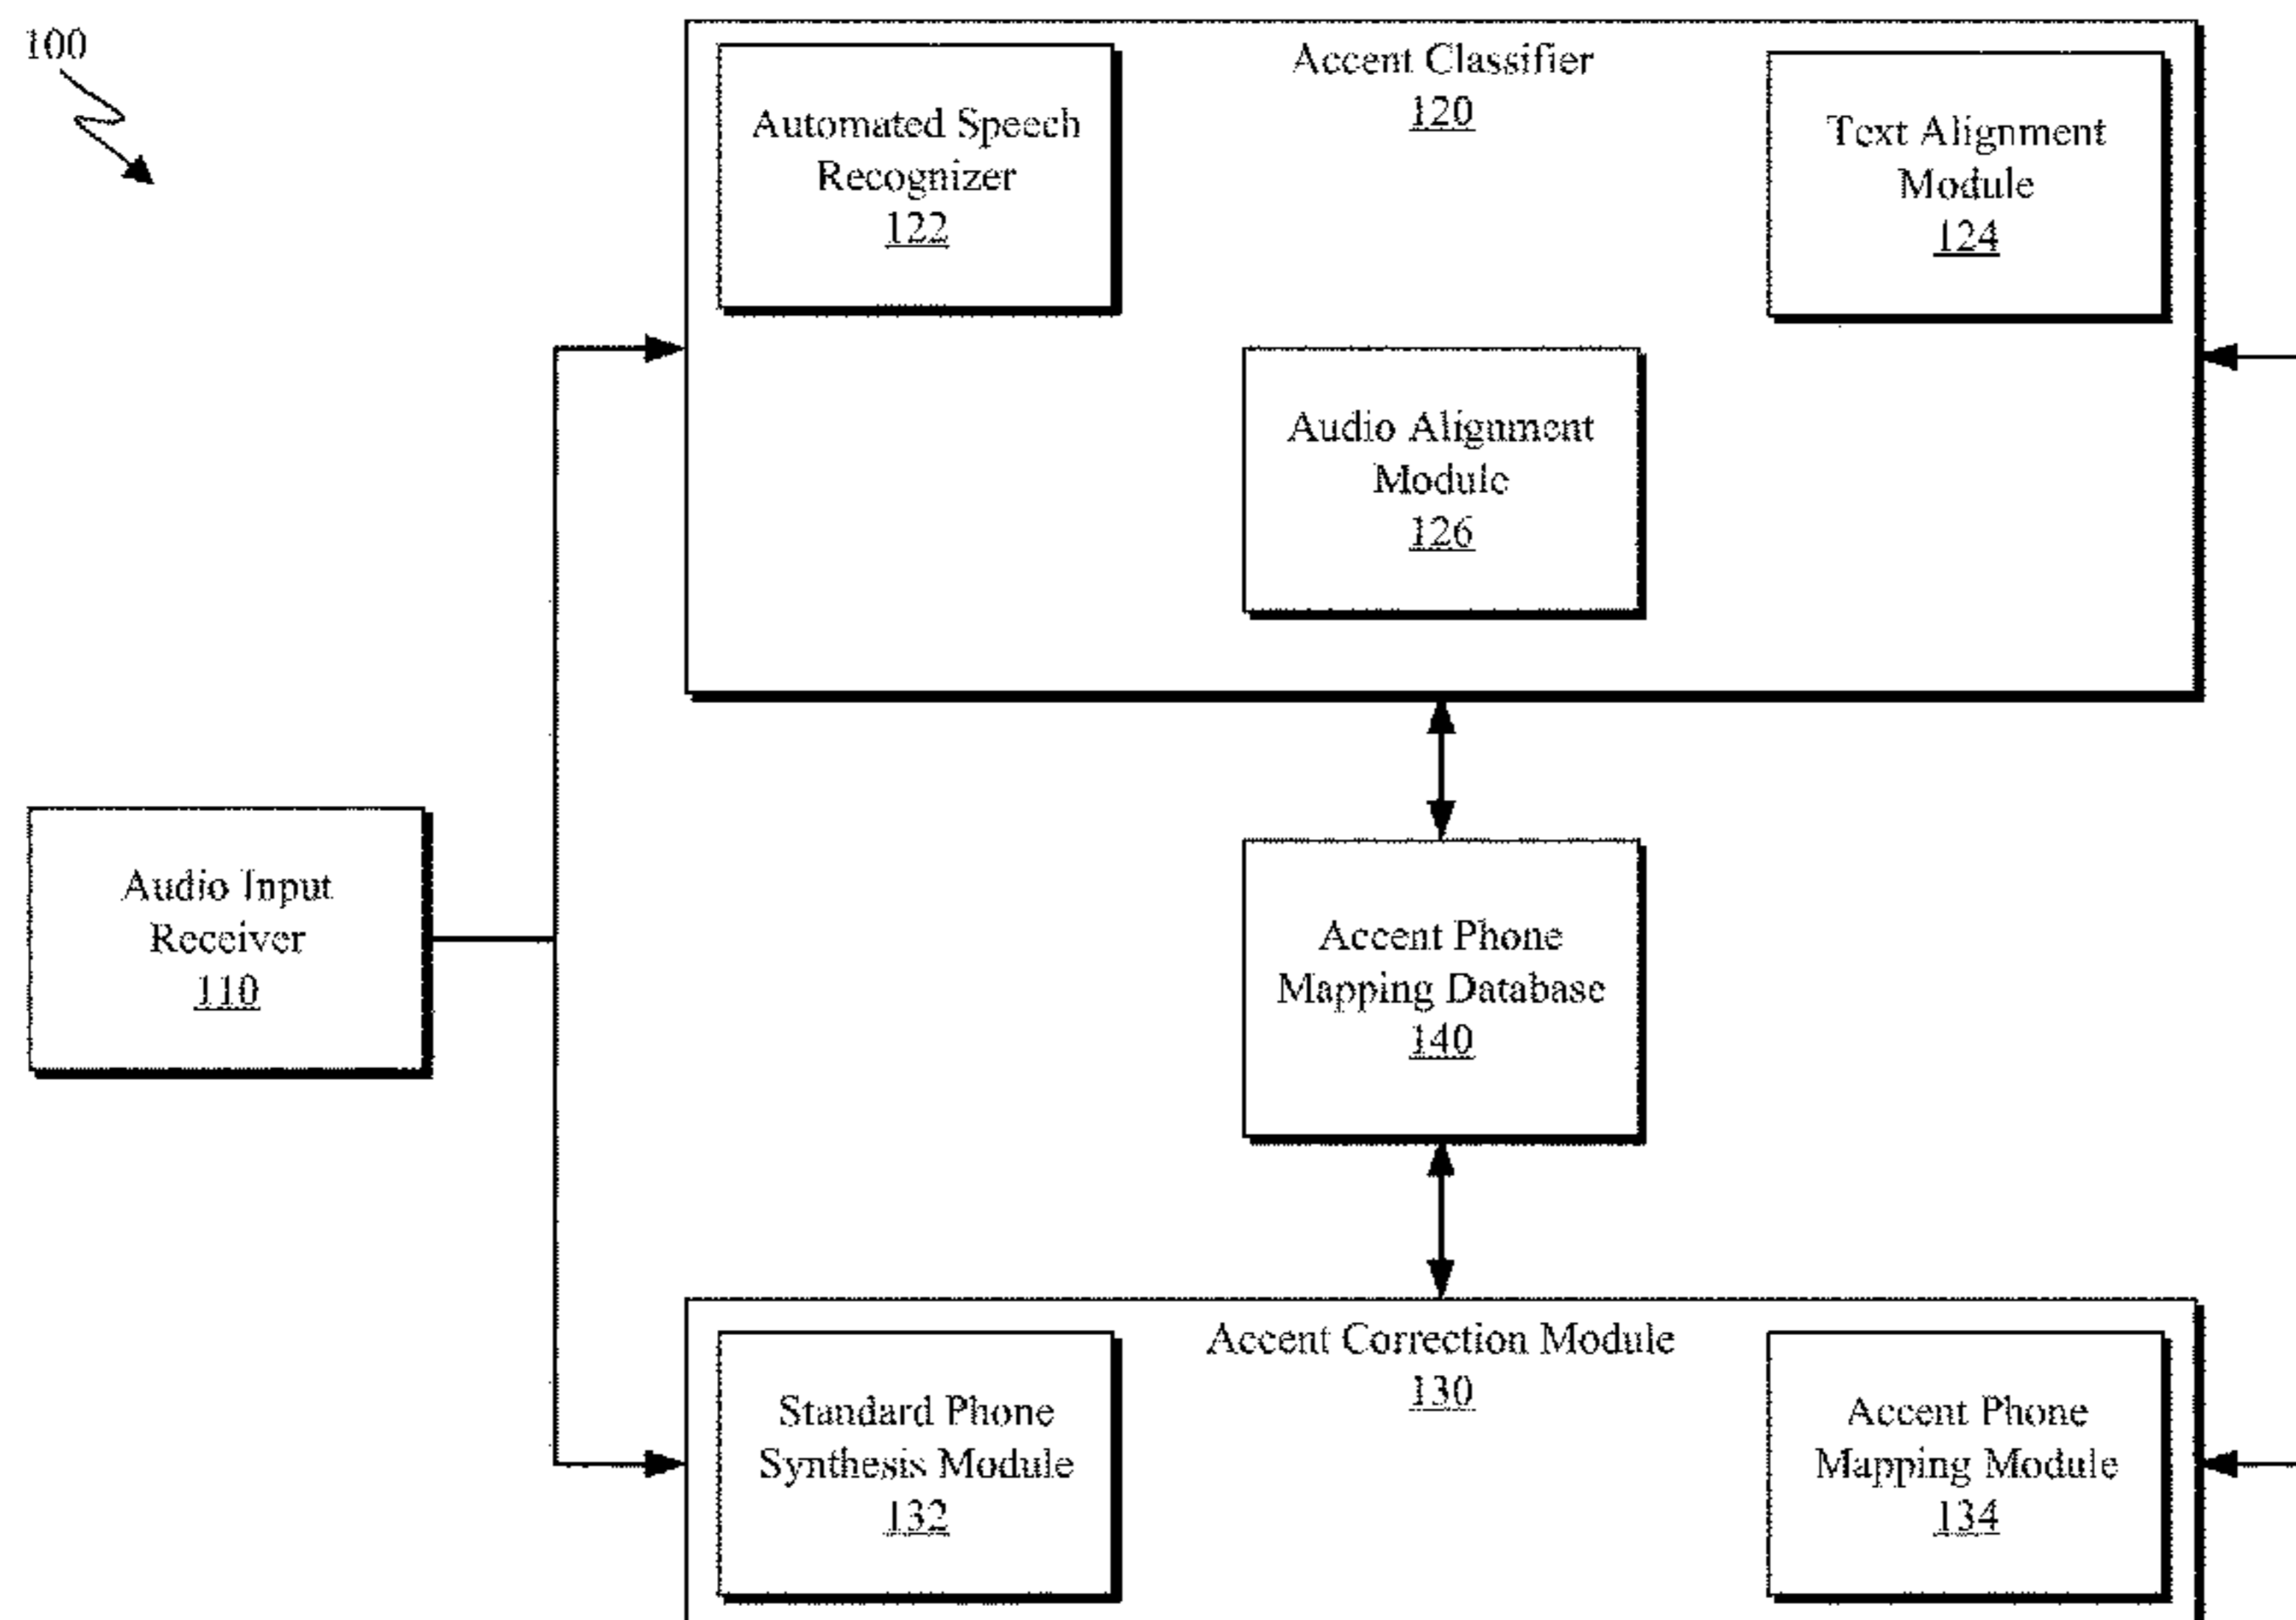 100
Accent Classifier
120
Automated Speech
Recognizer
122
Text Alignment
Module
124
Audio Alignment
Module
126
Audio Input
Receiver
110
Accent Phone
Mapping Database
140
Accent Correction Module
130
Standard Phone
Synthesis Module
132
Accent Phone
Mapping Module
134